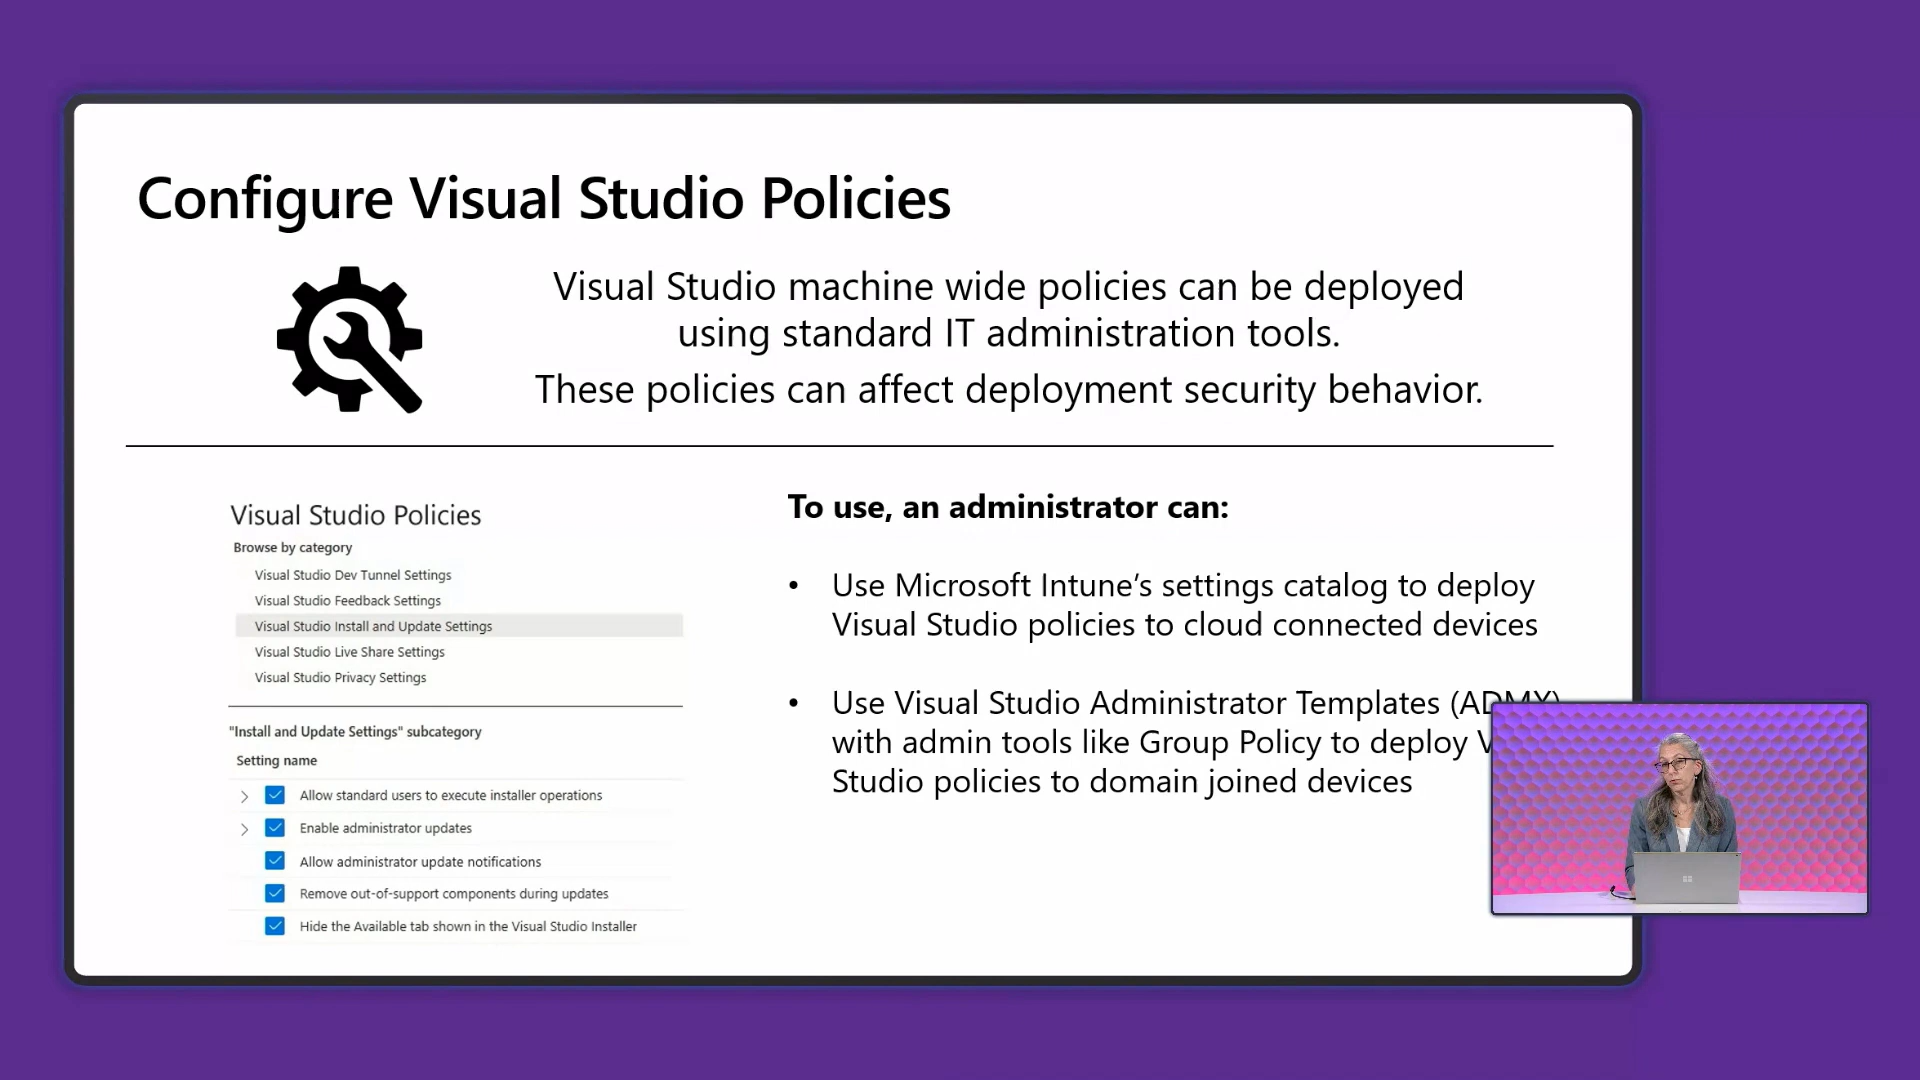 Configure Visual Studio Policies
Visual Studio machine wide policies can be deployed
using standard IT administration tools.
These policies can affect deployment security behavior.
Visual Studio Policies
Browse by category
Visual Studio Dev Tunnel Settings
Visual Studio Feedback Settings
Visual Studio Install and Update Settings
Visual Studio Live Share Settings
Visual Studio Privacy Settings
"Install and Update Settings" subcategory
Setting name
Allow standard users to execute installer operations
Enable administrator updates
Allow administrator update notifications
Remove out-of-support components during updates
Hide the Available tab shown in the Visual Studio Installer
To use, an administrator can:
• Use Microsoft Intune’s settings catalog to deploy
Visual Studio policies to cloud connected devices
• Use Visual Studio Administrator Templates (ADMX)
with admin tools like Group Policy to deploy
Studio policies to domain joined devices